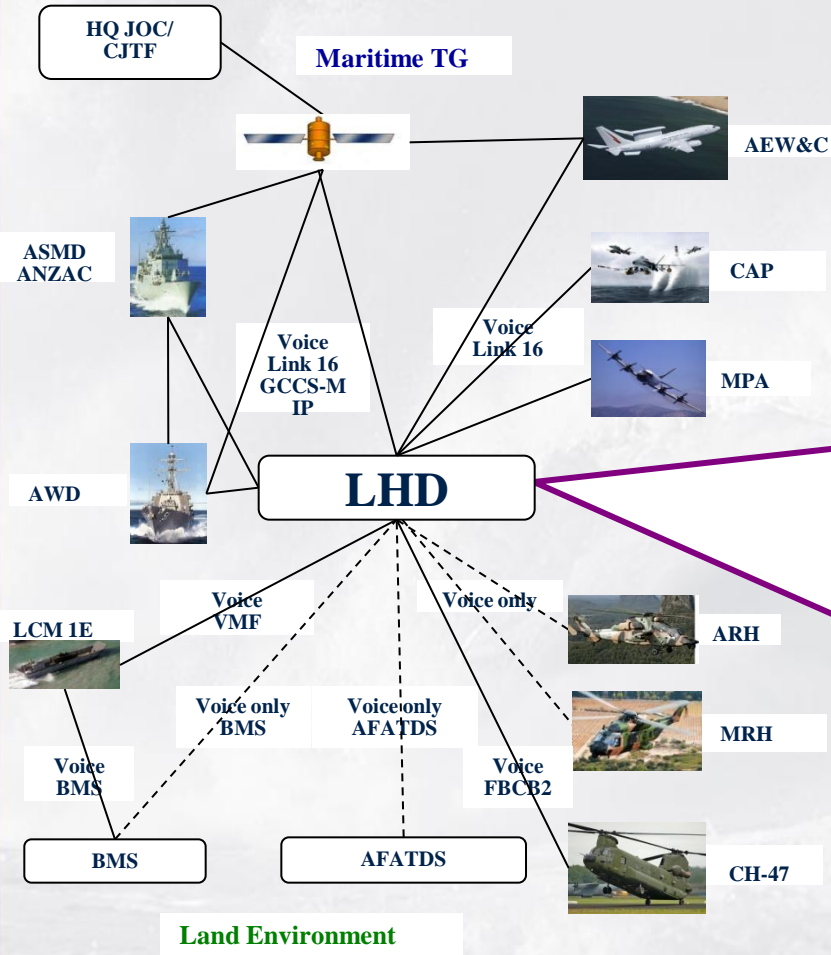 HQ JOC/
CJTF
Maritime TG
AEW&C
ASMD
ANZAC
CAP
Voice
Link 16
GCCS-M
IP
Voice
Link 16
MPA
AWD
LHD
LCM 1E
Voice
VMF
Voice only
ARH
Voice only
BMS
Voice only
AFATDS
MRH
Voice
BMS
Voice
FBCB2
BMS
AFATDS
CH-47
Land Environment